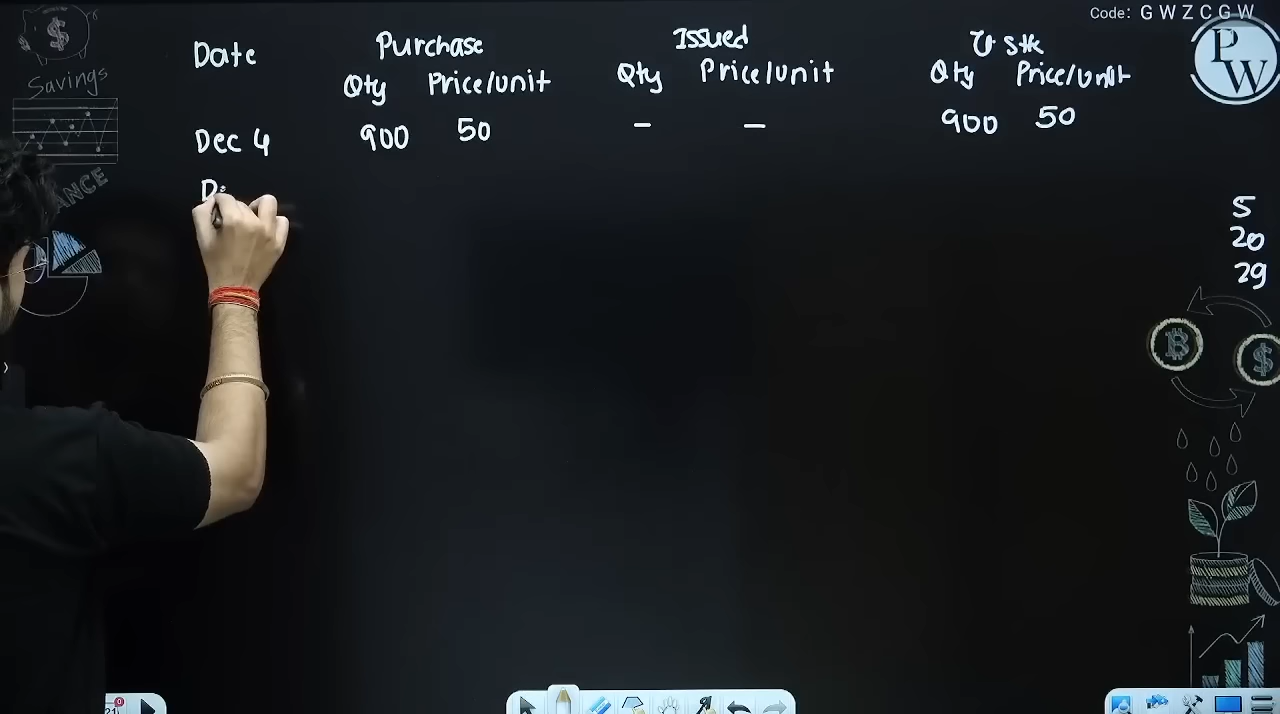 Code: G W Z C G W
Savings
Date Purchase Issued V Stk
Qty Price/unit Qty Price/unit Qty Price/unit
Dec 4 900 50 - - 900 50
D
ANCE
5
20
29
P
W